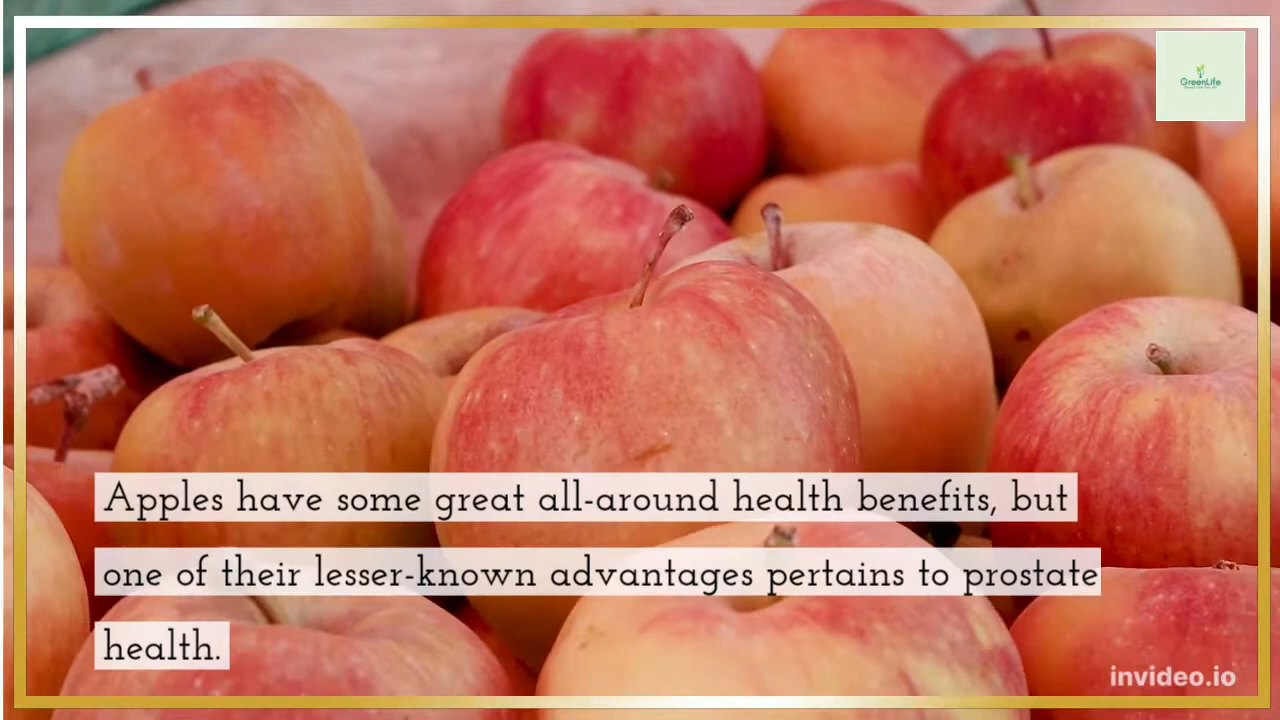 GreenLife
Apples have some great all-around health benefits, but
one of their lesser-known advantages pertains to prostate
health.
invideo.io